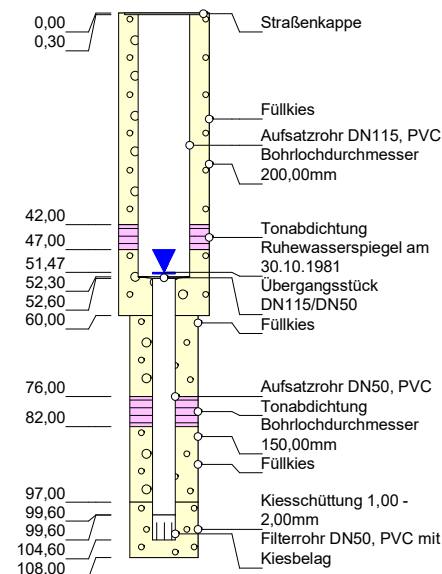 0,00
0,30
42,00
47,00
51,47
52,30
52,60
60,00
76,00
82,00
97,00
99,60
99,60
104,60
108,00
Straßenkappe
Füllkies
Aufsatzrohr DN115, PVC
Bohrlochdurchmesser
200,00mm
Tonabdichtung
Ruhewasserspiegel am
30.10.1981
Übergangsstück
DN115/DN50
Füllkies
Aufsatzrohr DN50, PVC
Tonabdichtung
Bohrlochdurchmesser
150,00mm
Füllkies
Kiesschüttung 1,00 -
2,00mm
Filterrohr DN50, PVC mit
Kiesbelag